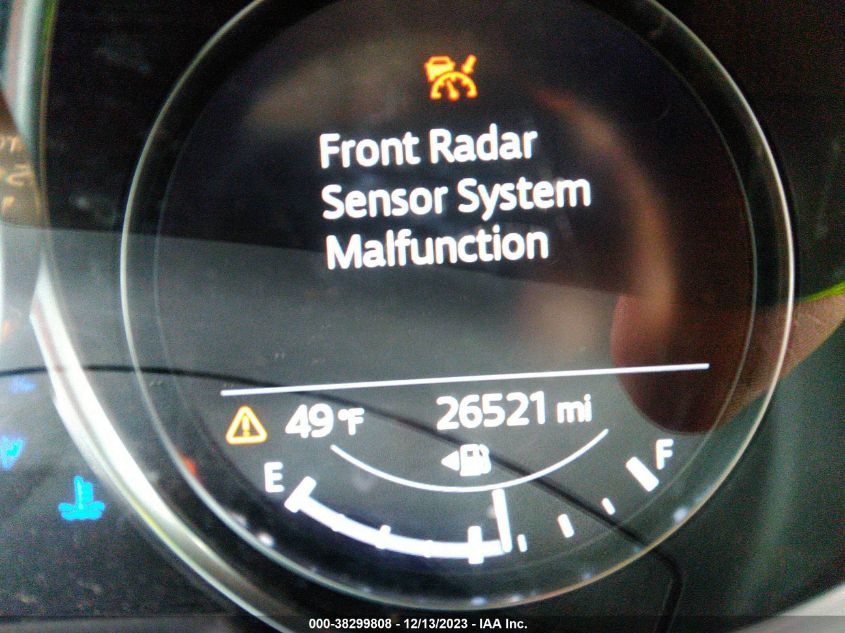 Front Radar
Sensor System
Malfunction
49°F
26521 mi
E
F
000-38299808 - 12/13/2023 - IAA Inc.